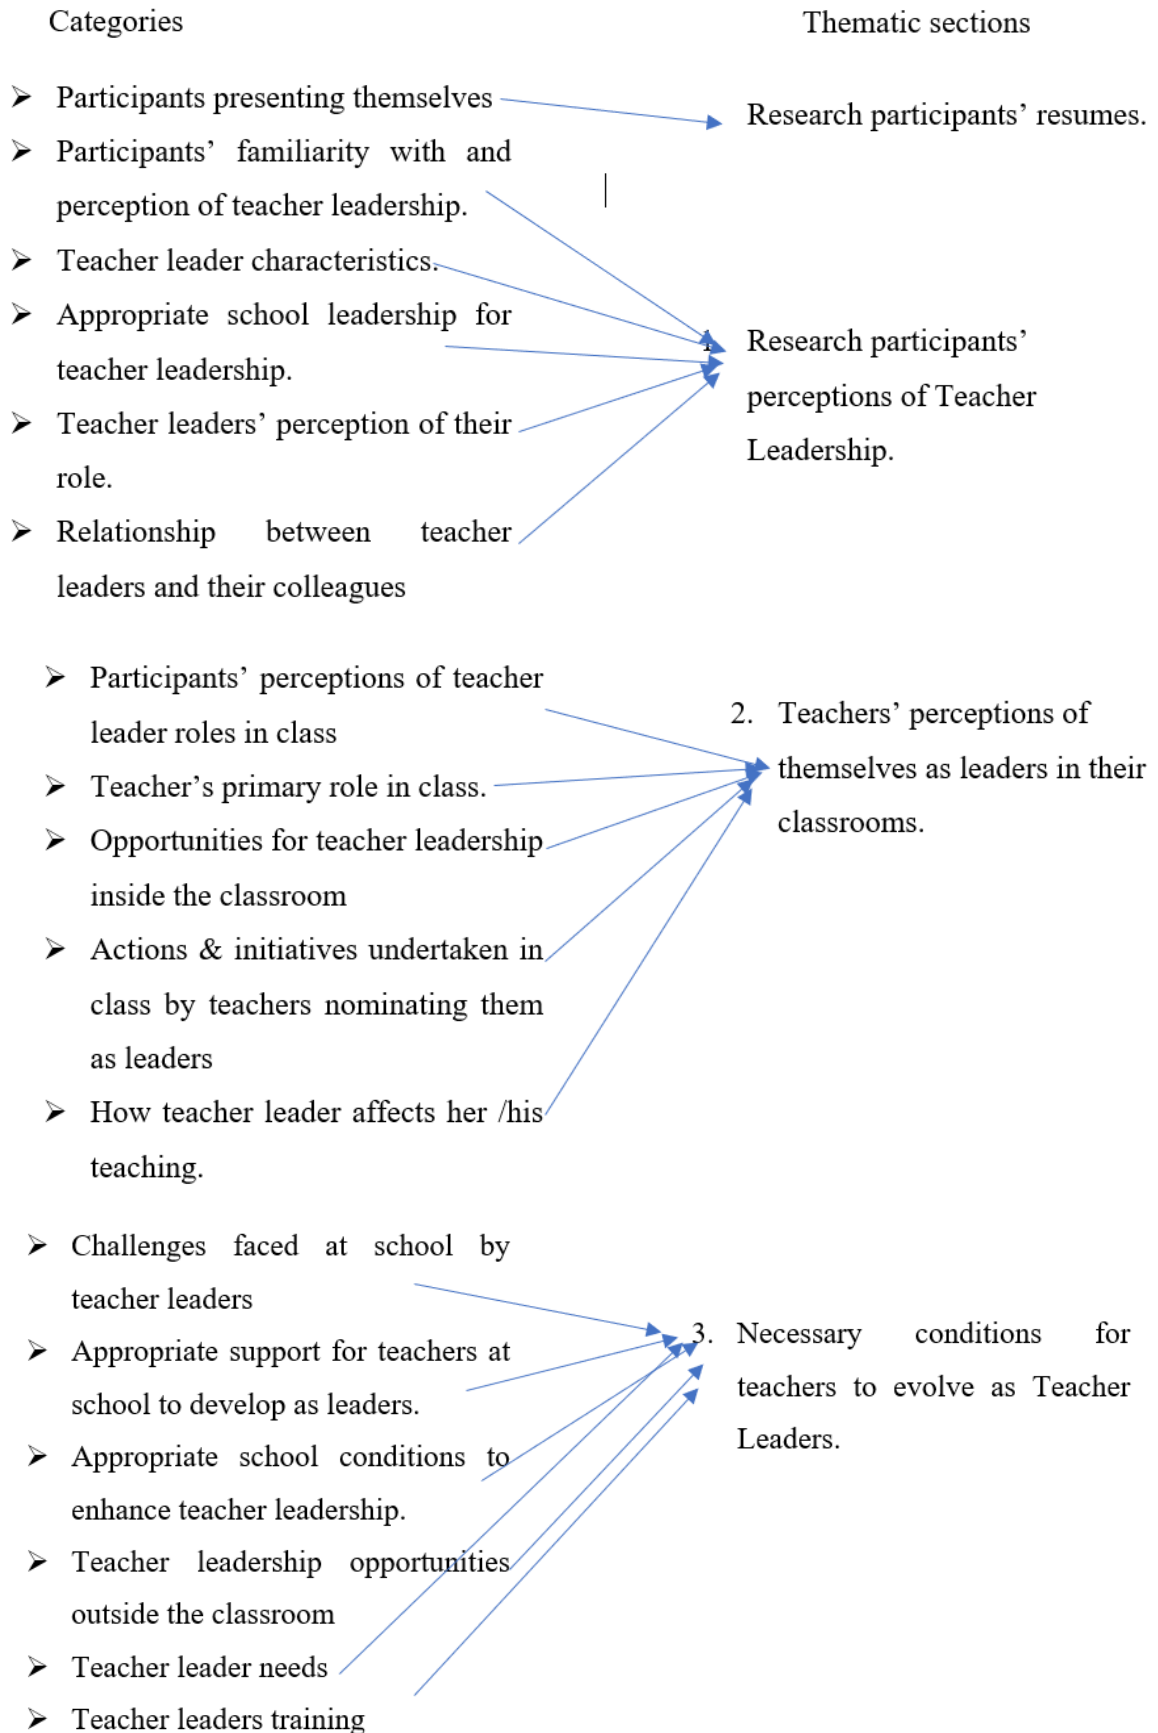 Categories
Thematic sections
➢ Participants presenting themselves
➢ Participants’ familiarity with and
perception of teacher leadership.
➢ Teacher leader characteristics.
➢ Appropriate school leadership for
teacher leadership.
➢ Teacher leaders’ perception of their
role.
➢ Relationship between teacher
leaders and their colleagues
Research participants’ resumes.
1. Research participants’
perceptions of Teacher
Leadership.
➢ Participants’ perceptions of teacher
leader roles in class
➢ Teacher’s primary role in class.
➢ Opportunities for teacher leadership
inside the classroom
➢ Actions & initiatives undertaken in
class by teachers nominating them
as leaders
➢ How teacher leader affects her /his
teaching.
2. Teachers’ perceptions of
themselves as leaders in their
classrooms.
➢ Challenges faced at school by
teacher leaders
➢ Appropriate support for teachers at
school to develop as leaders.
➢ Appropriate school conditions to
enhance teacher leadership.
➢ Teacher leadership opportunities
outside the classroom
➢ Teacher leader needs
➢ Teacher leaders training
3. Necessary conditions for
teachers to evolve as Teacher
Leaders.